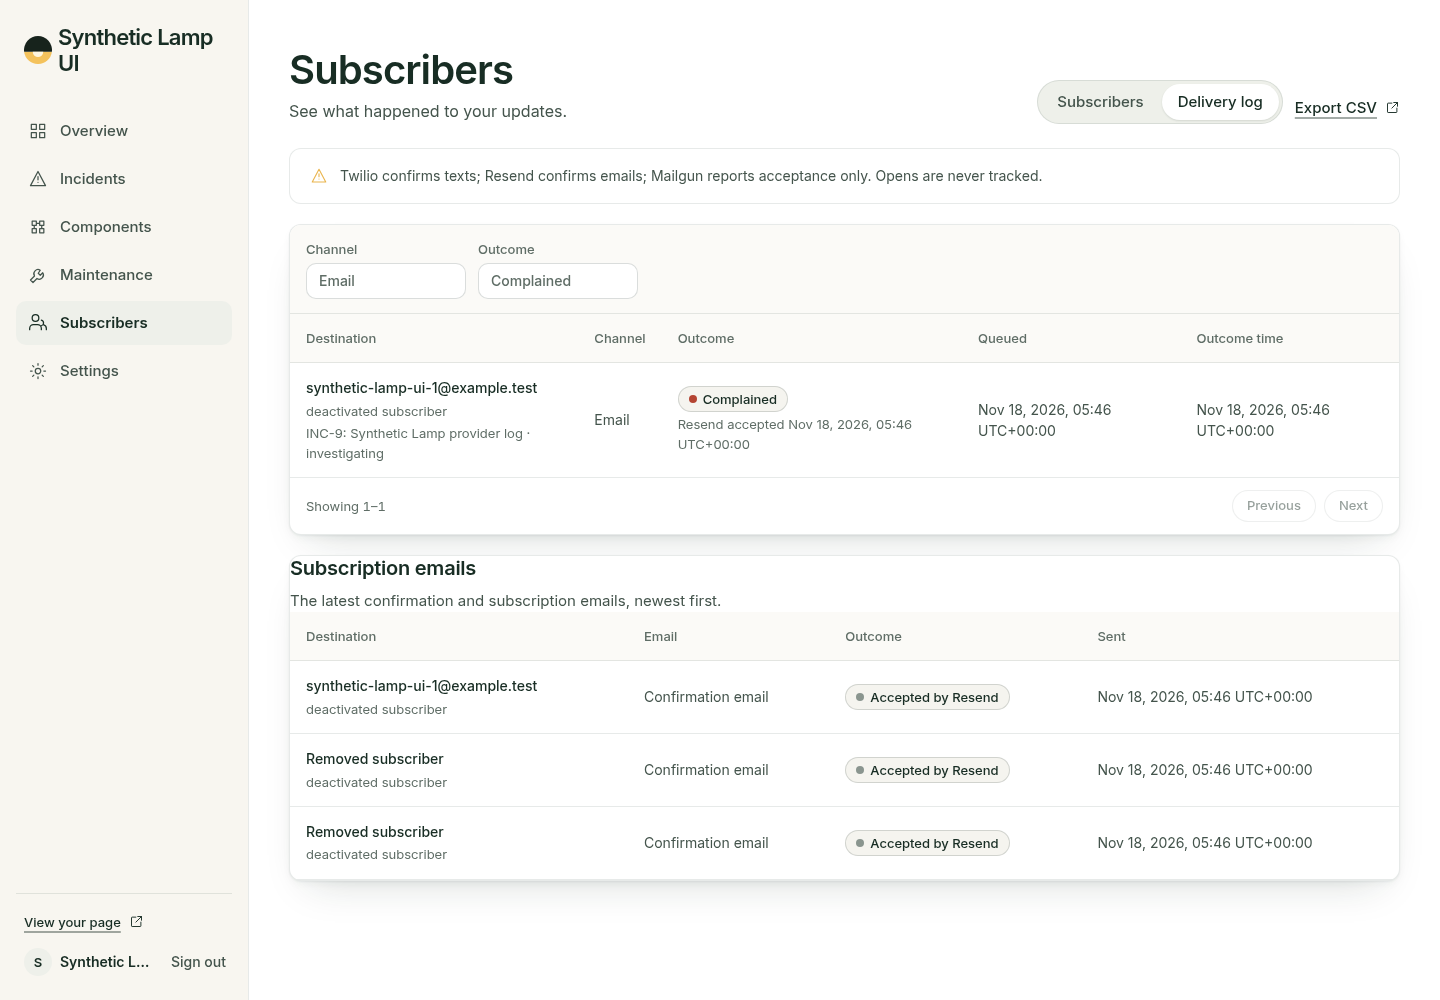 Synthetic Lamp
UI
Overview
Incidents
Components
Maintenance
Subscribers
Settings
View your page
S
Synthetic L...
Sign out
Subscribers
See what happened to your updates.
Subscribers
Delivery log
Export CSV
Twilio confirms texts; Resend confirms emails; Mailgun reports acceptance only. Opens are never tracked.
Channel
Outcome
Email
Complained
Destination
Channel
Outcome
Queued
Outcome time
synthetic-lamp-ui-1@example.test
deactivated subscriber
INC-9: Synthetic Lamp provider log ·
investigating
Email
Complained
Resend accepted Nov 18, 2026, 05:46
UTC+00:00
Nov 18, 2026, 05:46
UTC+00:00
Nov 18, 2026, 05:46
UTC+00:00
Showing 1–1
Previous
Next
Subscription emails
The latest confirmation and subscription emails, newest first.
Destination
Email
Outcome
Sent
synthetic-lamp-ui-1@example.test
deactivated subscriber
Confirmation email
Accepted by Resend
Nov 18, 2026, 05:46 UTC+00:00
Removed subscriber
deactivated subscriber
Confirmation email
Accepted by Resend
Nov 18, 2026, 05:46 UTC+00:00
Removed subscriber
deactivated subscriber
Confirmation email
Accepted by Resend
Nov 18, 2026, 05:46 UTC+00:00